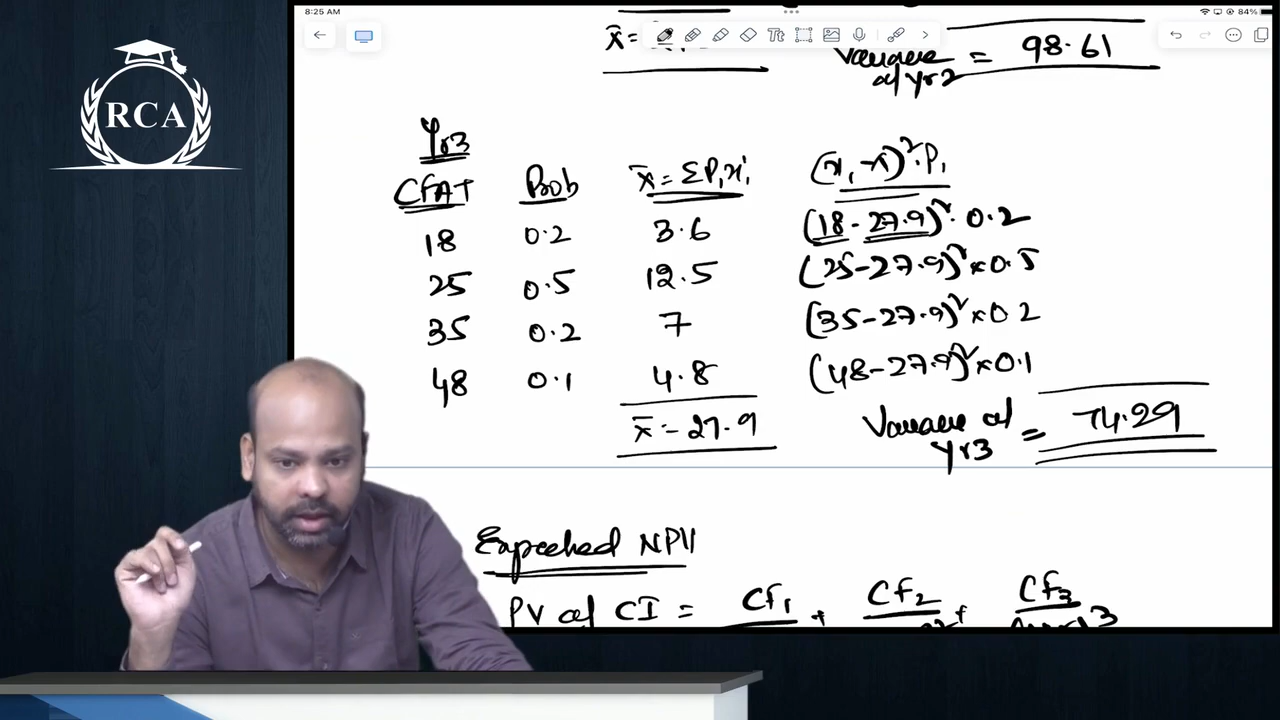 8:25 AM
84%
RCA
x̄ =
Variance of yr2 = 98.61
Yr3
CFAT Prob x̄ = ΣPixi (xi - x̄)². Pi
18 0.2 3.6 (18 - 27.9)². 0.2
25 0.5 12.5 (25-27.9)² × 0.5
35 0.2 7 (35-27.9)² × 0.2
48 0.1 4.8 (48-27.9)² × 0.1
x̄ = 27.9
Variance of yr3 = 74.29
Expected NPV
PV of CI = Cf1 + Cf2 + Cf3